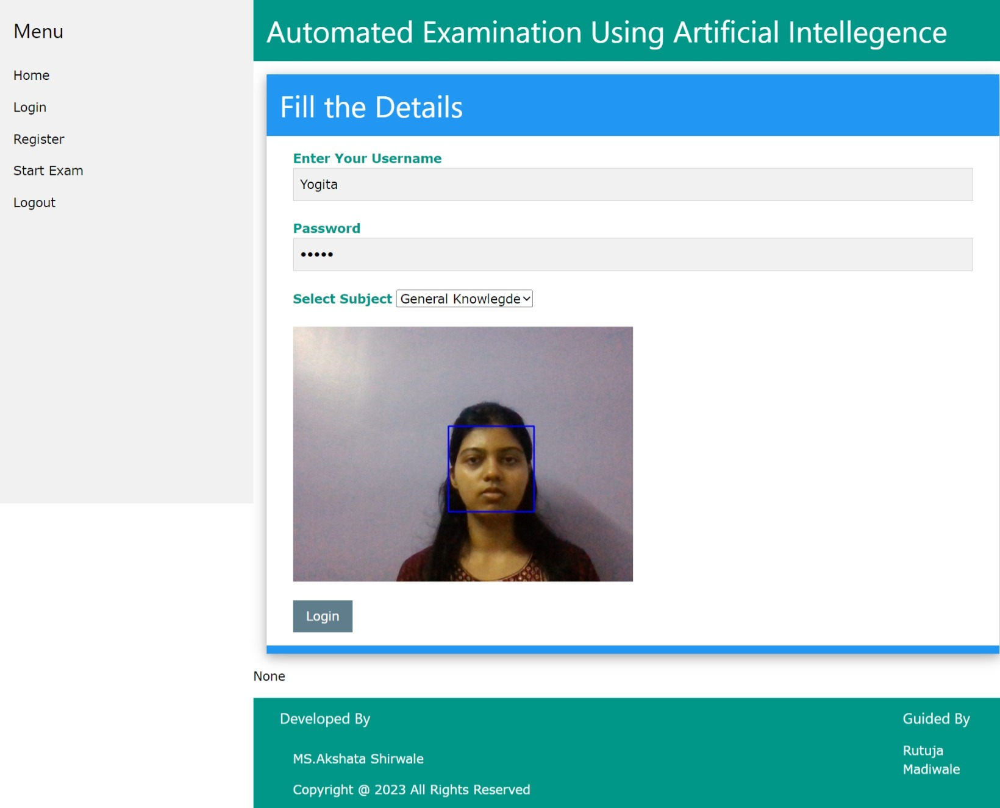 Menu
Home
Login
Register
Start Exam
Logout
Automated Examination Using Artificial Intellegence
Fill the Details
Enter Your Username
Yogita
Password
•••••
Select Subject General Knowlegde
Login
None
Developed By
MS.Akshata Shirwale
Copyright @ 2023 All Rights Reserved
Guided By
Rutuja
Madiwale